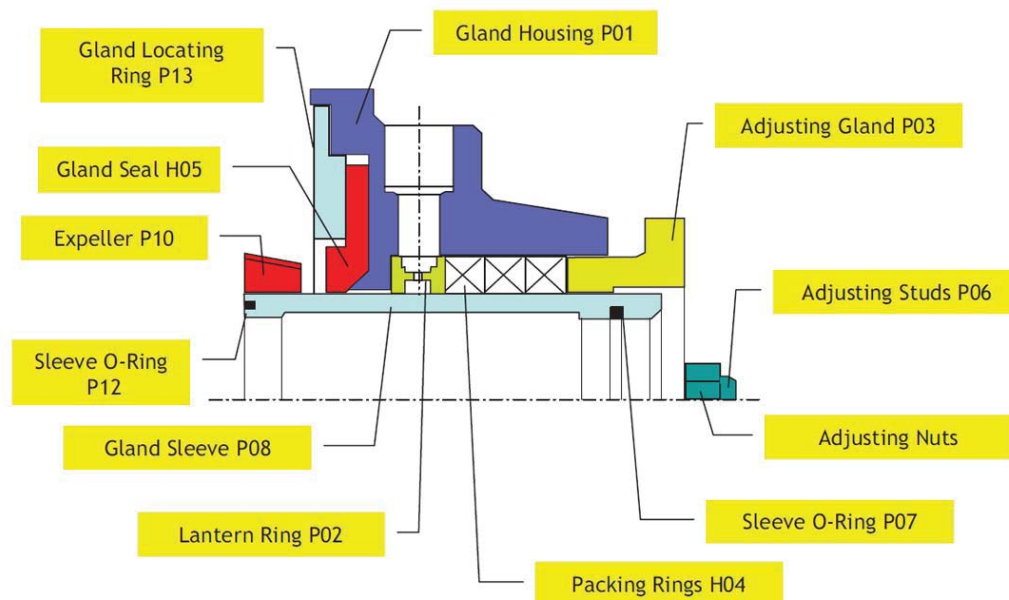 Gland Housing P01
Gland Locating
Ring P13
Adjusting Gland P03
Gland Seal H05
Expeller P10
Adjusting Studs P06
Sleeve O-Ring
P12
Gland Sleeve P08
Adjusting Nuts
Lantern Ring P02
Sleeve O-Ring P07
Packing Rings H04